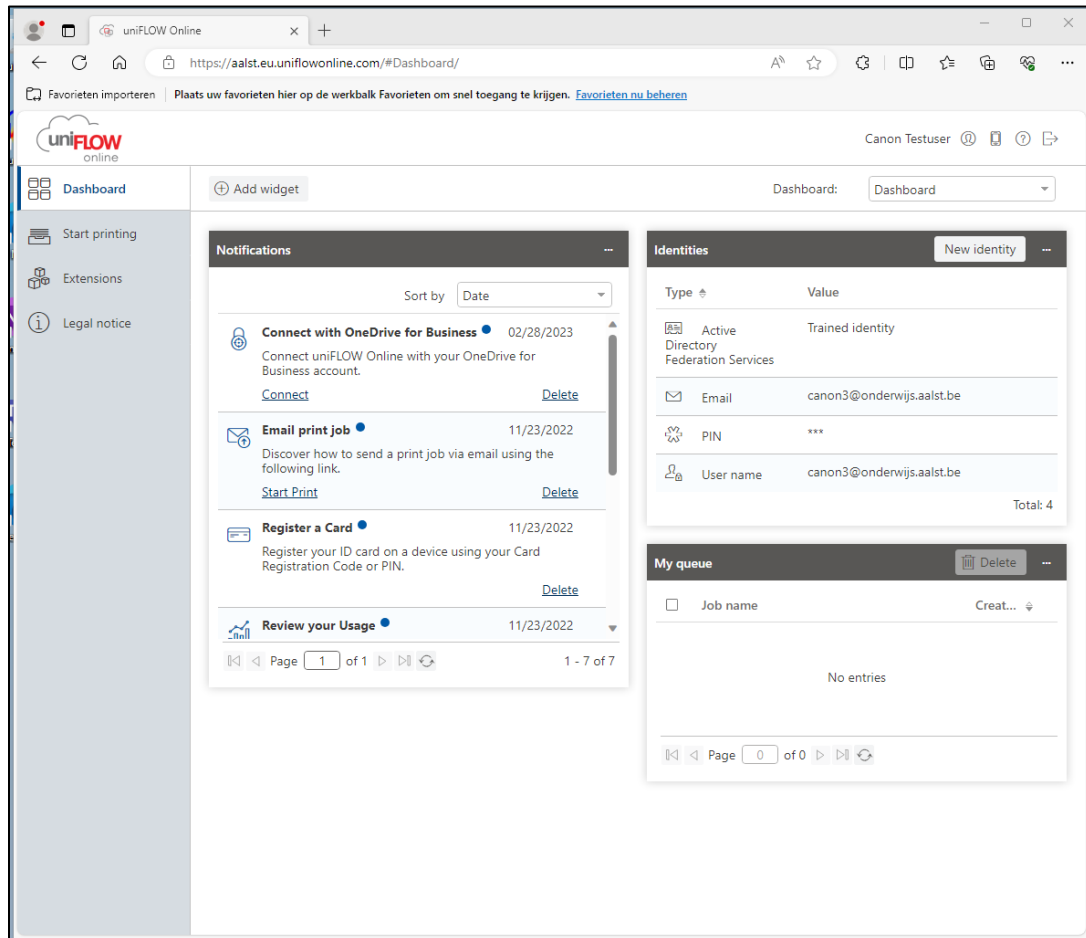 uniFLOW Online
https://aalst.eu.uniflowonline.com/#Dashboard/
Favorieten importeren
Plaats uw favorieten hier op de werkbalk Favorieten om snel toegang te krijgen. Favorieten nu beheren
uniFLOW
online
Canon Testuser
Dashboard
Add widget
Dashboard:
Dashboard
Start printing
Extensions
Legal notice
Notifications
Sort by
Date
Connect with OneDrive for Business
02/28/2023
Connect uniFLOW Online with your OneDrive for
Business account.
Connect
Delete
Email print job
11/23/2022
Discover how to send a print job via email using the
following link.
Start Print
Delete
Register a Card
11/23/2022
Register your ID card on a device using your Card
Registration Code or PIN.
Delete
Review your Usage
11/23/2022
Page 1 of 1
1 - 7 of 7
Identities
New identity
Type
Value
Active
Directory
Federation Services
Trained identity
Email
canon3@onderwijs.aalst.be
PIN
***
User name
canon3@onderwijs.aalst.be
Total: 4
My queue
Delete
Job name
Creat...
No entries
Page 0 of 0